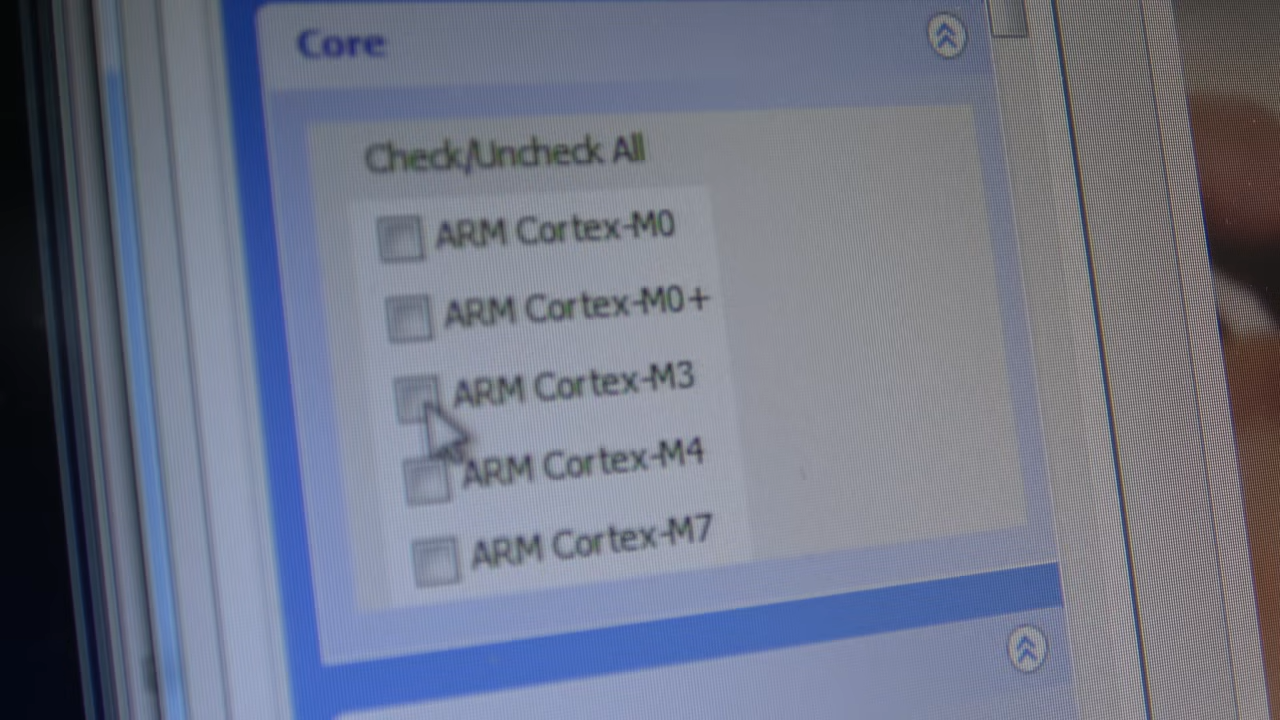 Core
Check/Uncheck All
ARM Cortex-M0
ARM Cortex-M0+
ARM Cortex-M3
ARM Cortex-M4
ARM Cortex-M7